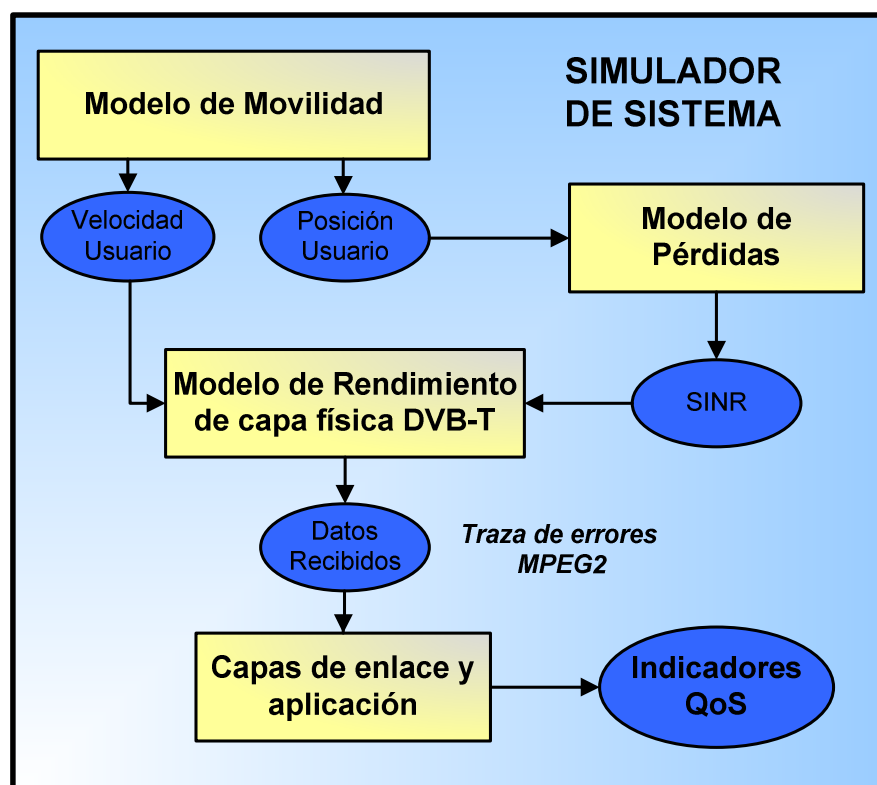 SIMULADOR
DE SISTEMA
Modelo de Movilidad
Velocidad
Usuario
Posición
Usuario
Modelo de
Pérdidas
Modelo de Rendimiento
de capa física DVB-T
SINR
Datos
Recibidos
Traza de errores
MPEG2
Capas de enlace y
aplicación
Indicadores
QoS